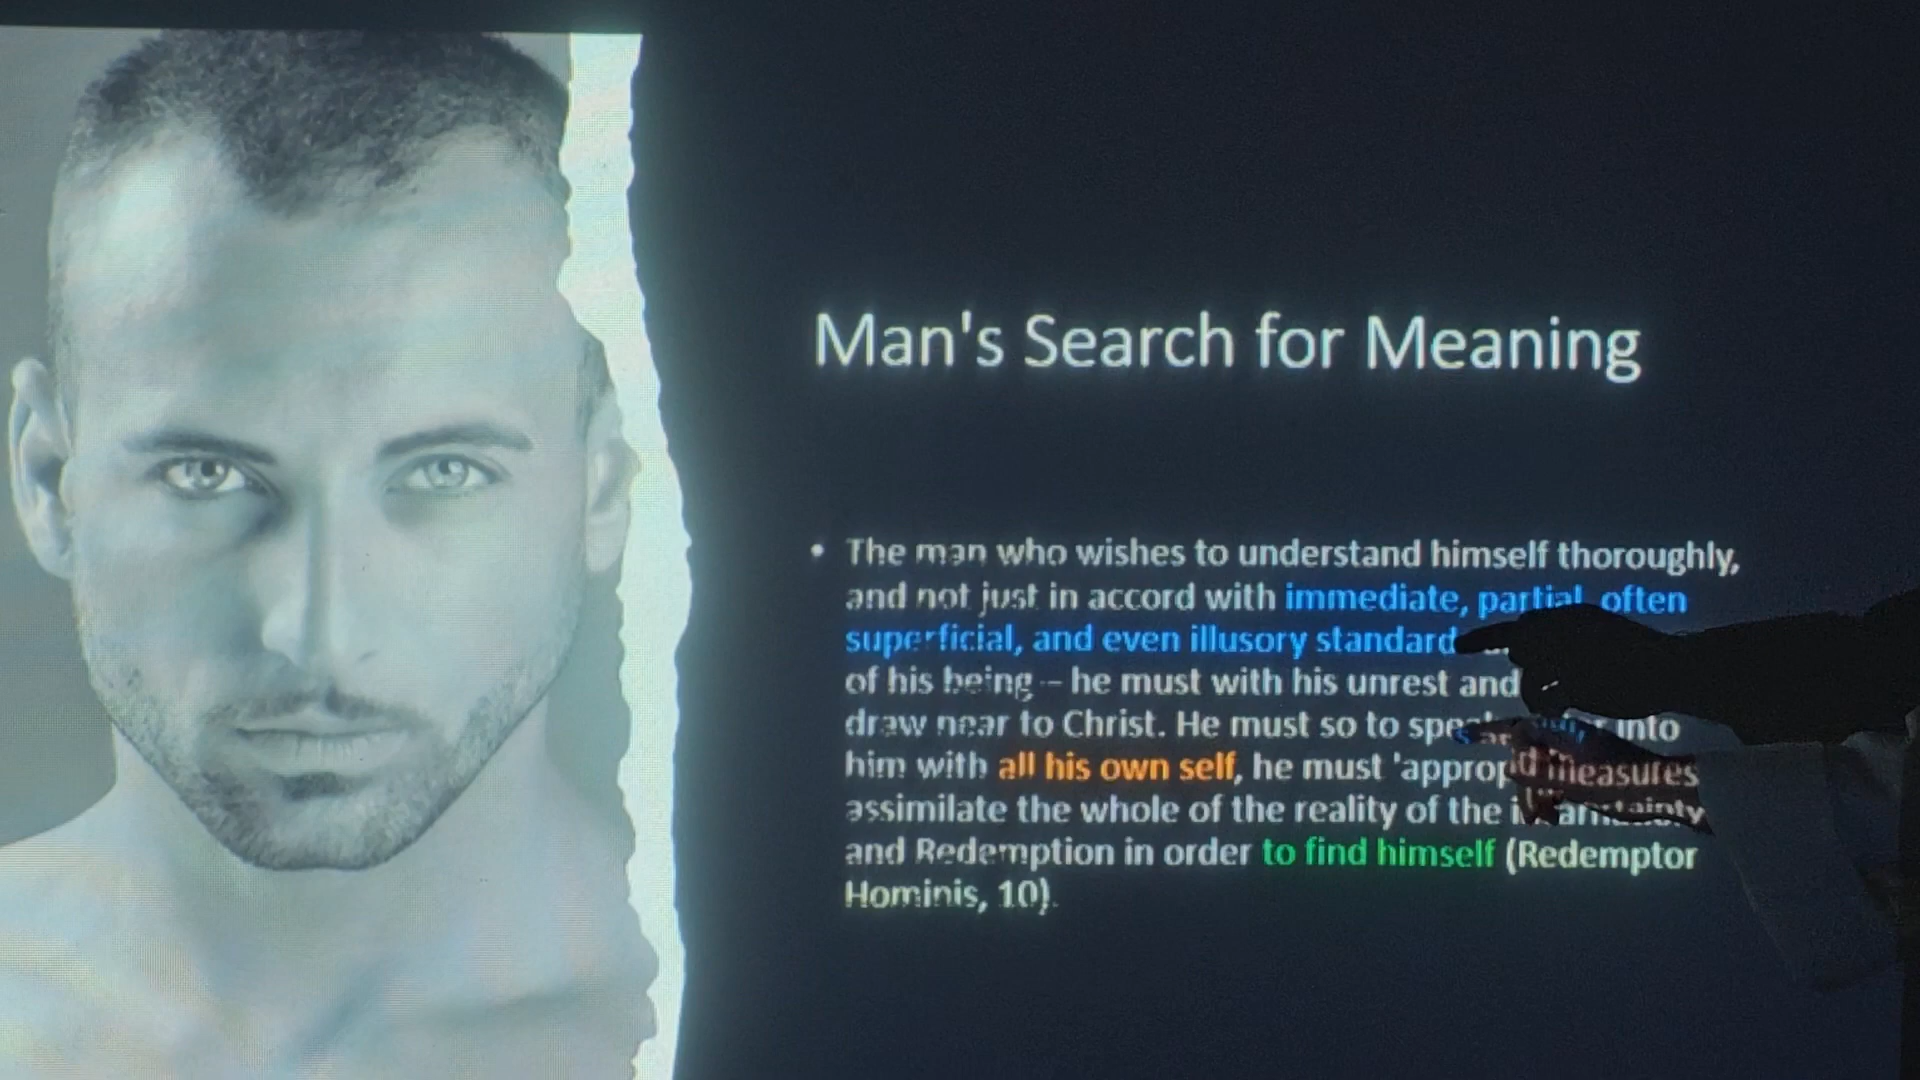 Man's Search for Meaning
• The man who wishes to understand himself thoroughly,
and not just in accord with immediate, partial, often
superficial, and even illusory standard
of his being – he must with his unrest and
draw near to Christ. He must so to into
him with all his own self, he must measures
assimilate the whole of the reality of the
and Redemption in order to find himself (Redemptor
Hominis, 10).